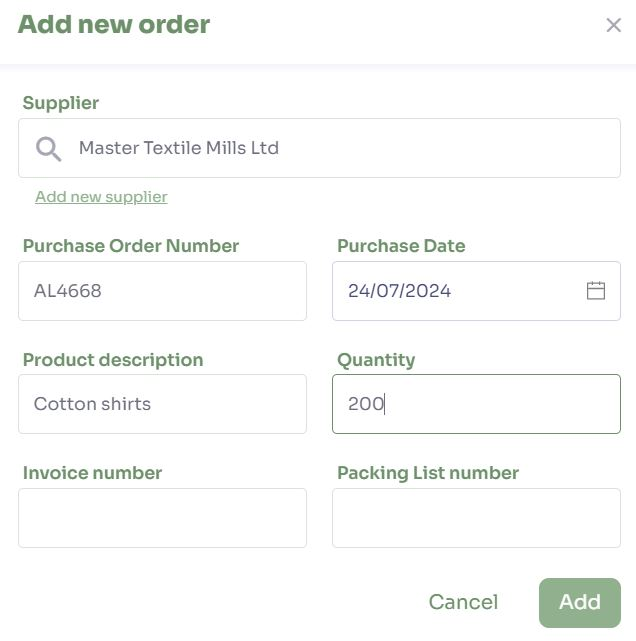 Add new order
Supplier
Master Textile Mills Ltd
Add new supplier
Purchase Order Number
Purchase Date
AL4668
24/07/2024
Product description
Quantity
Cotton shirts
200
Invoice number
Packing List number
Cancel
Add